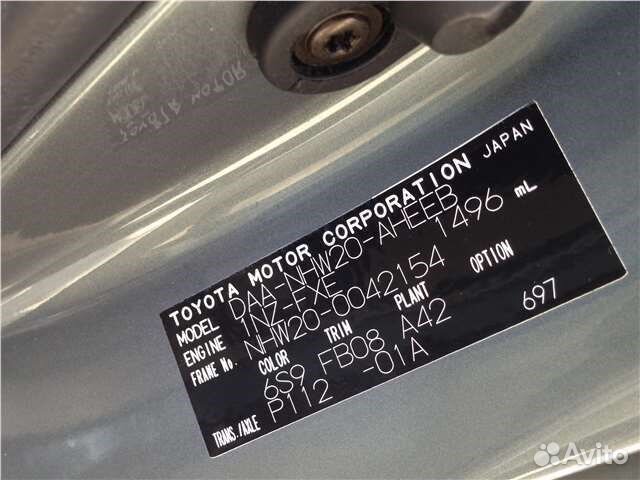 TOYOTA MOTOR CORPORATION JAPAN
MODEL DAA-NHW20-AHEEB
ENGINE 1NZ-FXE 1496 mL
FRAME No. NHW20-0042154
COLOR TRIM PLANT OPTION
6S9 FB08 A42 697
TRANS./AXLE P112 -01A
Avito